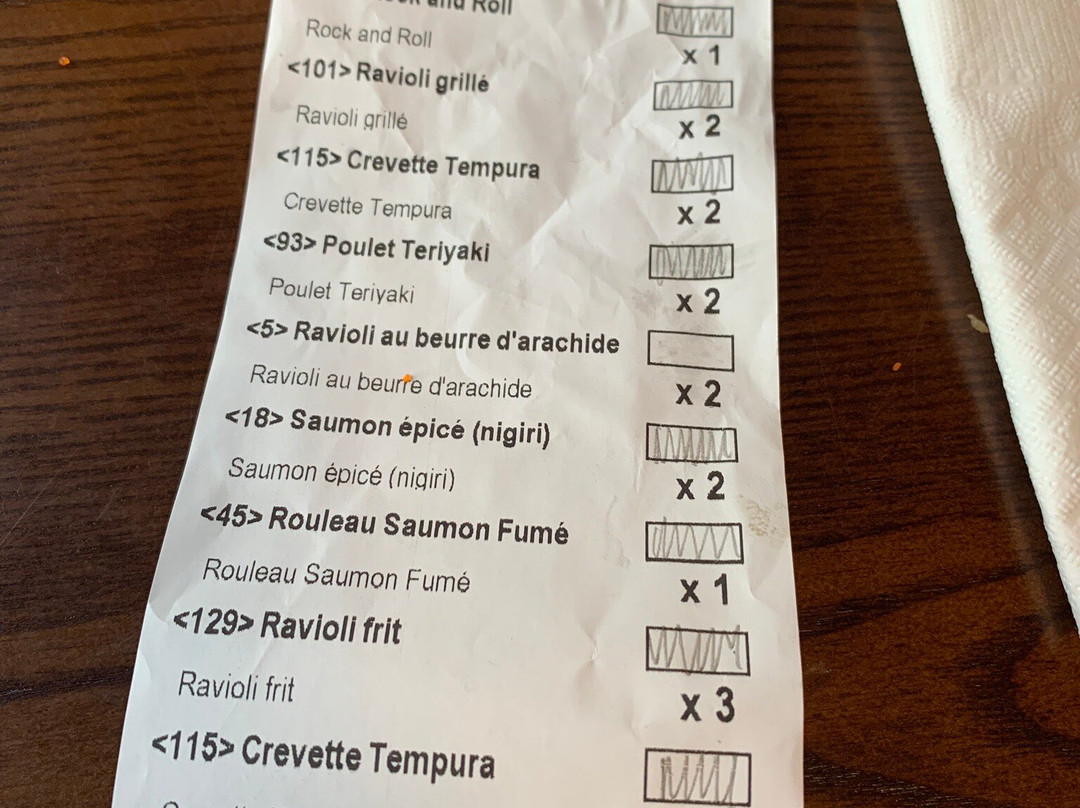 and Roll
Rock and Roll
x 1
<101> Ravioli grillé
Ravioli grillé
x 2
<115> Crevette Tempura
Crevette Tempura
x 2
<93> Poulet Teriyaki
Poulet Teriyaki
x 2
<5> Ravioli au beurre d'arachide
Ravioli au beurre d'arachide
x 2
<18> Saumon épicé (nigiri)
Saumon épicé (nigiri)
x 2
<45> Rouleau Saumon Fumé
Rouleau Saumon Fumé
x 1
<129> Ravioli frit
Ravioli frit
x 3
<115> Crevette Tempura